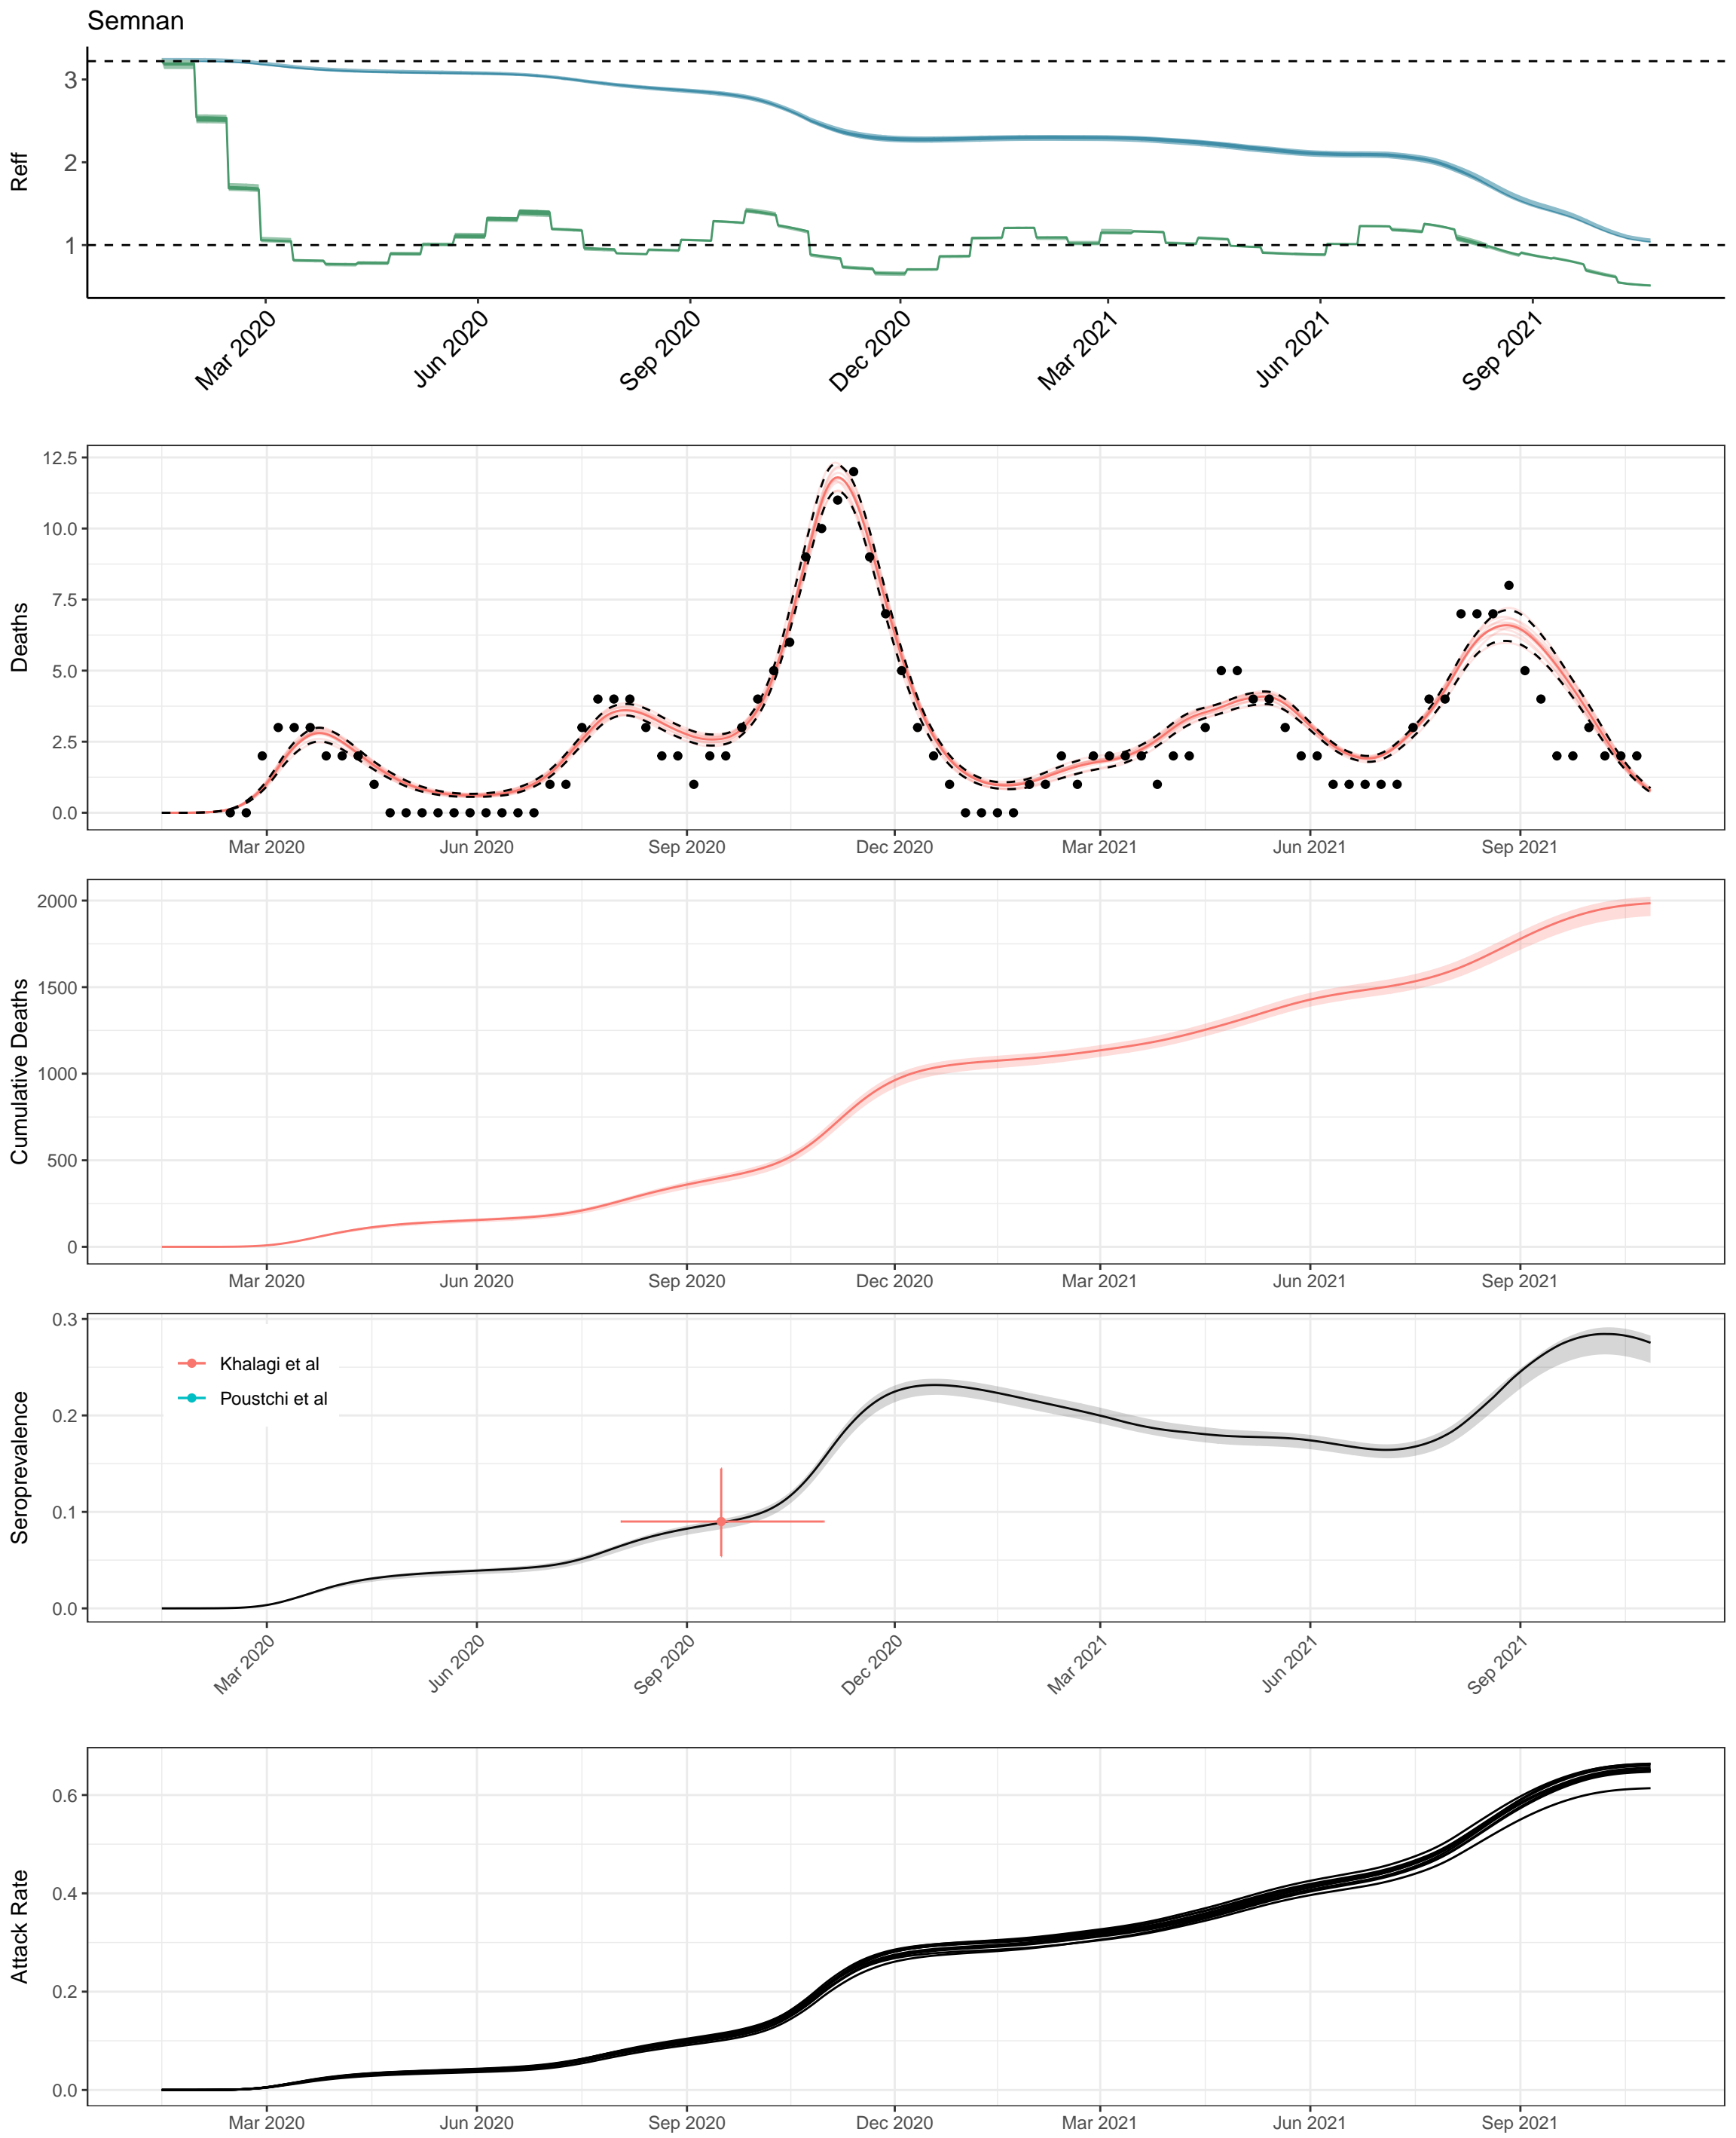 Semnan
Reff
3
2
1
Mar 2020
Jun 2020
Sep 2020
Dec 2020
Mar 2021
Jun 2021
Sep 2021
Deaths
12.5
10.0
7.5
5.0
2.5
0.0
Mar 2020
Jun 2020
Sep 2020
Dec 2020
Mar 2021
Jun 2021
Sep 2021
Cumulative Deaths
2000
1500
1000
500
0
Mar 2020
Jun 2020
Sep 2020
Dec 2020
Mar 2021
Jun 2021
Sep 2021
Seroprevalence
0.3
0.2
0.1
0.0
Khalagi et al
Poustchi et al
Mar 2020
Jun 2020
Sep 2020
Dec 2020
Mar 2021
Jun 2021
Sep 2021
Attack Rate
0.6
0.4
0.2
0.0
Mar 2020
Jun 2020
Sep 2020
Dec 2020
Mar 2021
Jun 2021
Sep 2021